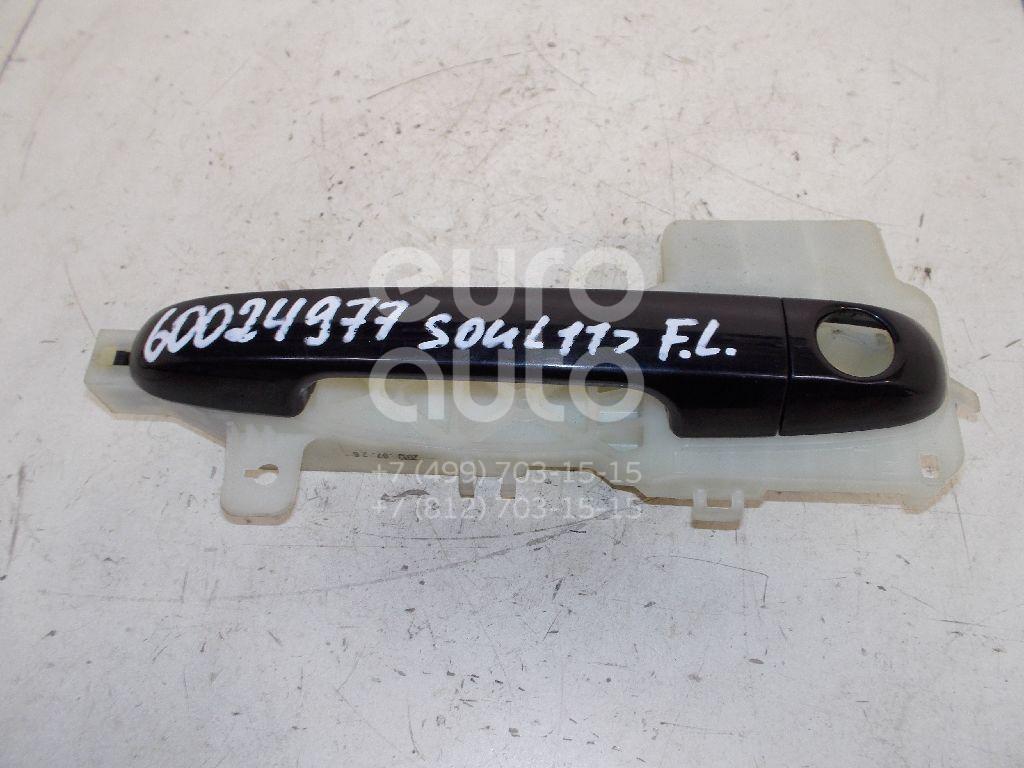 euro
auto
60024977 SOUL 11> F.L.
+7 (499) 703-15-15
+7 (812) 703-15-15